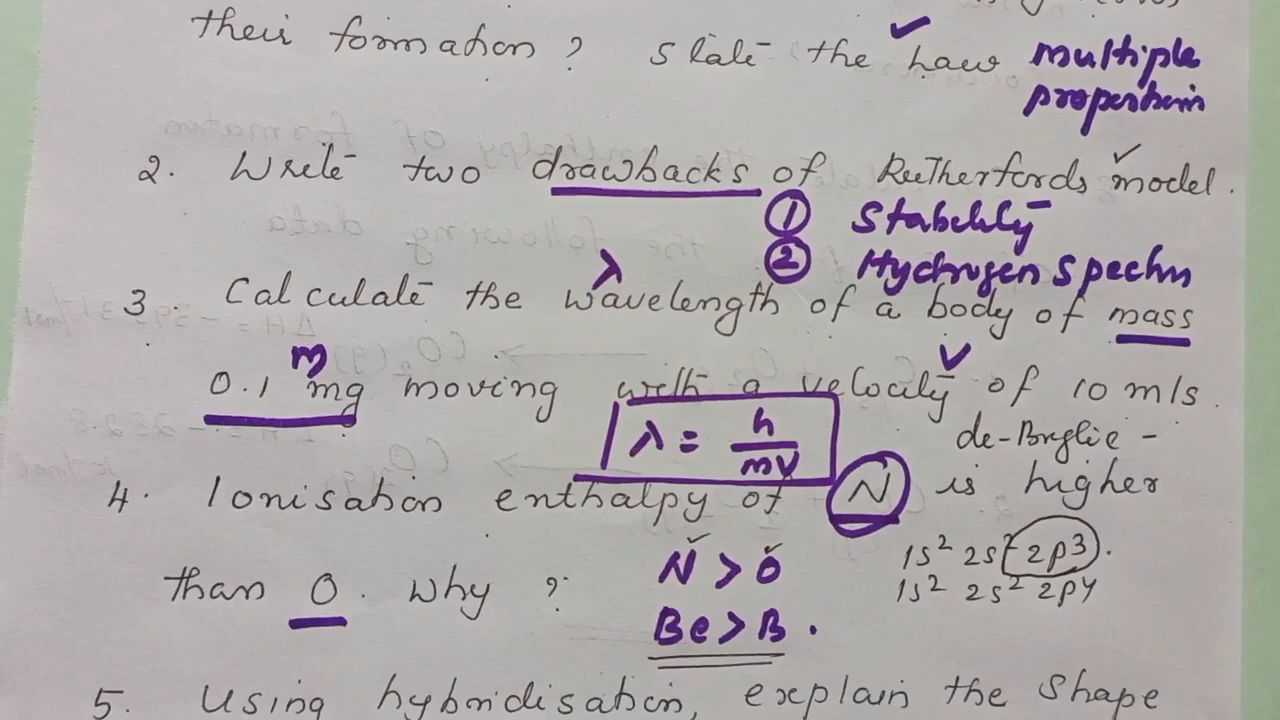 their formation? State the Law multiple
proportion
2. Write two drawbacks of Rutherfords model.
① Stability
② Hydrogen Spectrum
λ
3. Calculate the wavelength of a body of mass
m v
0.1 mg moving with a velocity of 10 m/s.
λ = h/mv
de-Broglie -
4. Ionisation enthalpy of N is higher
1s² 2s² 2p3.
than O. Why?
N > O
1s² 2s² 2p4
Be > B.
5. Using hybridisation, explain the shape